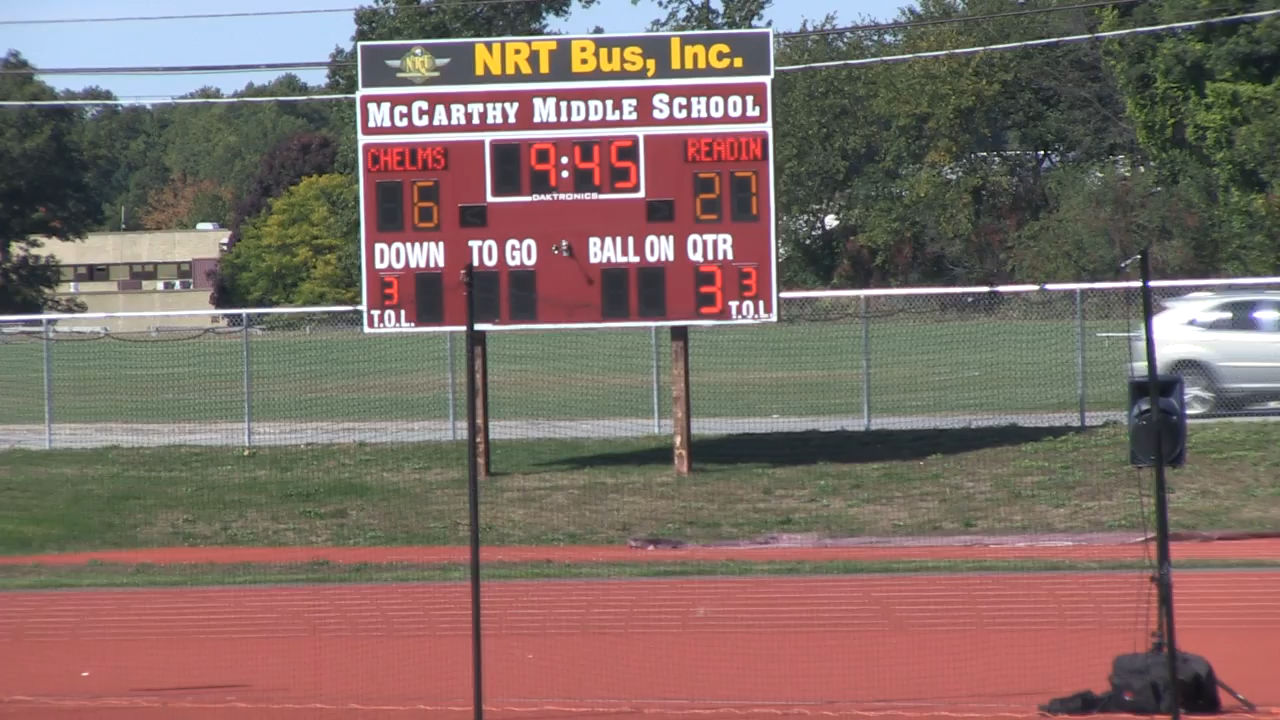 NRT NRT Bus, Inc.
McCARTHY MIDDLE SCHOOL
CHELMS 9:45 READIN
6 DAKTRONICS 27
DOWN TO GO BALL ON QTR
3 3 3
T.O.L. T.O.L.